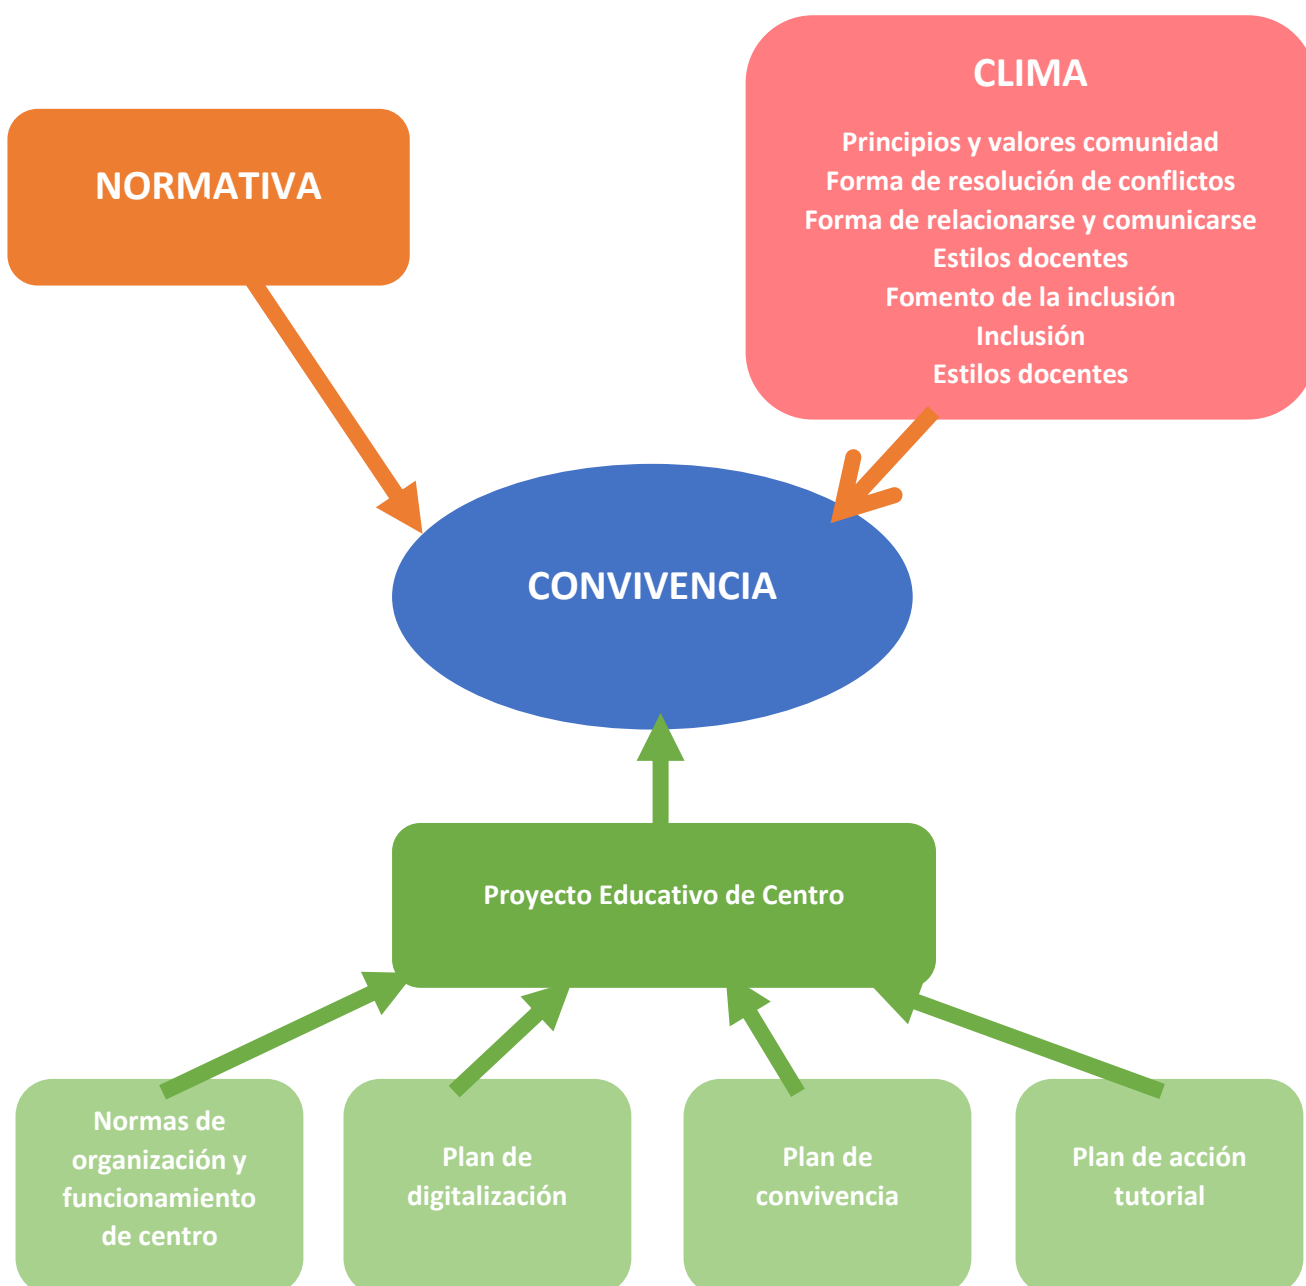 NORMATIVA
CLIMA
Principios y valores comunidad
Forma de resolución de conflictos
Forma de relacionarse y comunicarse
Estilos docentes
Fomento de la inclusión
Inclusión
Estilos docentes
CONVIVENCIA
Proyecto Educativo de Centro
Normas de
organización y
funcionamiento
de centro
Plan de
digitalización
Plan de
convivencia
Plan de acción
tutorial